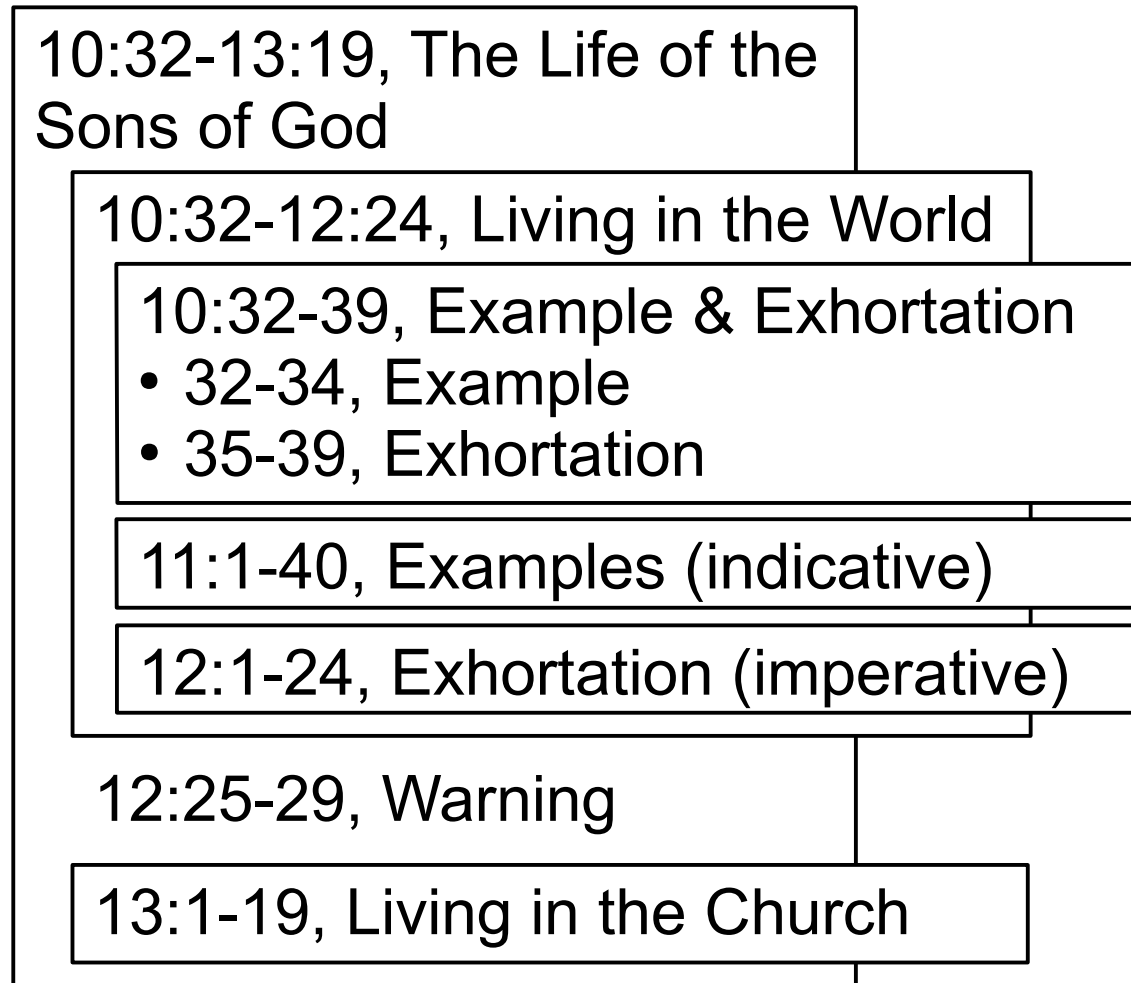 10:32-13:19, The Life of the
Sons of God
10:32-12:24, Living in the World
10:32-39, Example & Exhortation
• 32-34, Example
• 35-39, Exhortation
11:1-40, Examples (indicative)
12:1-24, Exhortation (imperative)
12:25-29, Warning
13:1-19, Living in the Church